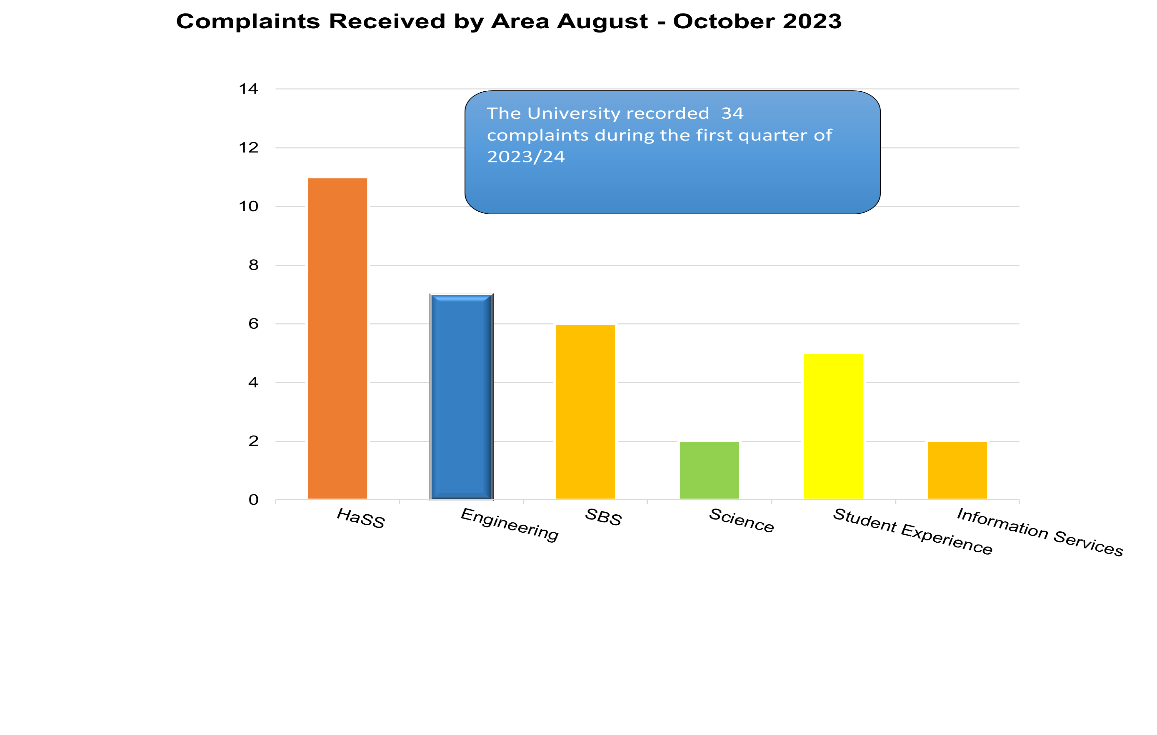 Complaints Received by Area August - October 2023
14
The University recorded  34
complaints during the first quarter of
2023/24
12
10
8
6
4
2
0
HaSS
Engineering
SBS
Science
Student Experience
Information Services